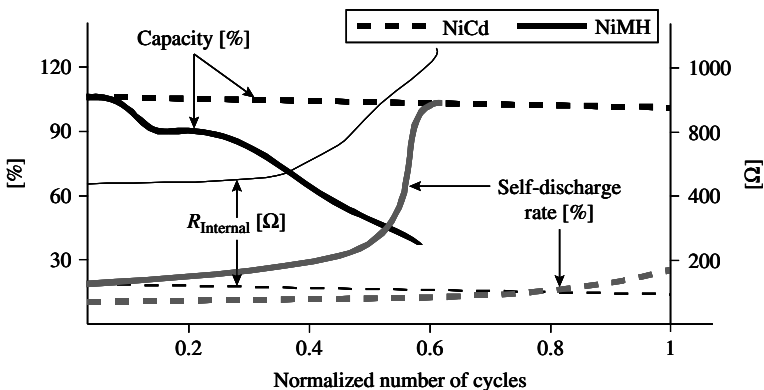 NiCd NiMH
Capacity [%]
120
90
60
30
[%]
1000
800
400
200
[Ω]
Self-discharge
rate [%]
RInternal [Ω]
0.2 0.4 0.6 0.8 1
Normalized number of cycles